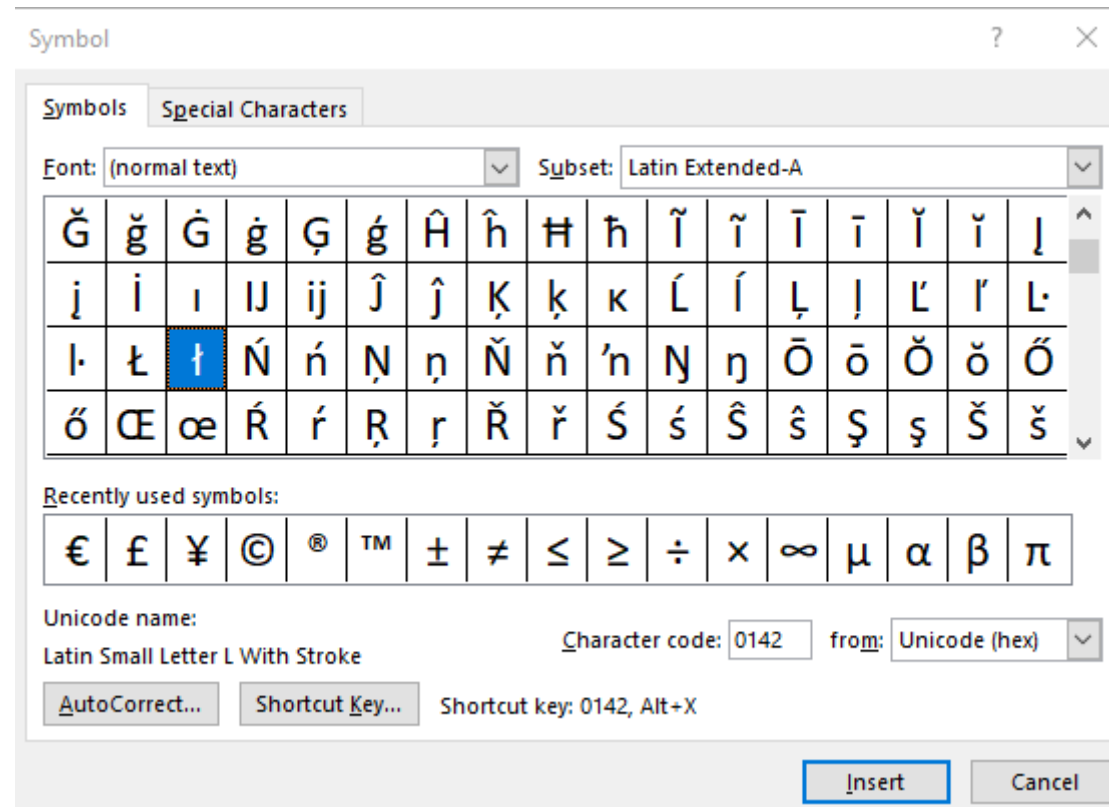 Symbol ?
Symbols Special Characters
Font: (normal text) Subset: Latin Extended-A
Ğ ğ Ġ ġ Ģ ģ Ĥ ĥ Ħ ħ Ĩ ĩ Ī ī Ĭ ĭ Į
į İ ı IJ ij Ĵ ĵ Ķ ķ ĸ Ĺ ĺ Ļ ļ Ľ ľ Ŀ
ŀ Ł ł Ń ń Ņ ņ Ň ň ŉ Ŋ ŋ Ō ō Ŏ ŏ Ő
ő Œ œ Ŕ ŕ Ŗ ŗ Ř ř Ś ś Ŝ ŝ Ş ş Š š
Recently used symbols:
€ £ ¥ © ® ™ ± ≠ ≤ ≥ ÷ × ∞ µ α β π
Unicode name:
Latin Small Letter L With Stroke
Character code: 0142 from: Unicode (hex)
AutoCorrect... Shortcut Key... Shortcut key: 0142, Alt+X
Insert Cancel